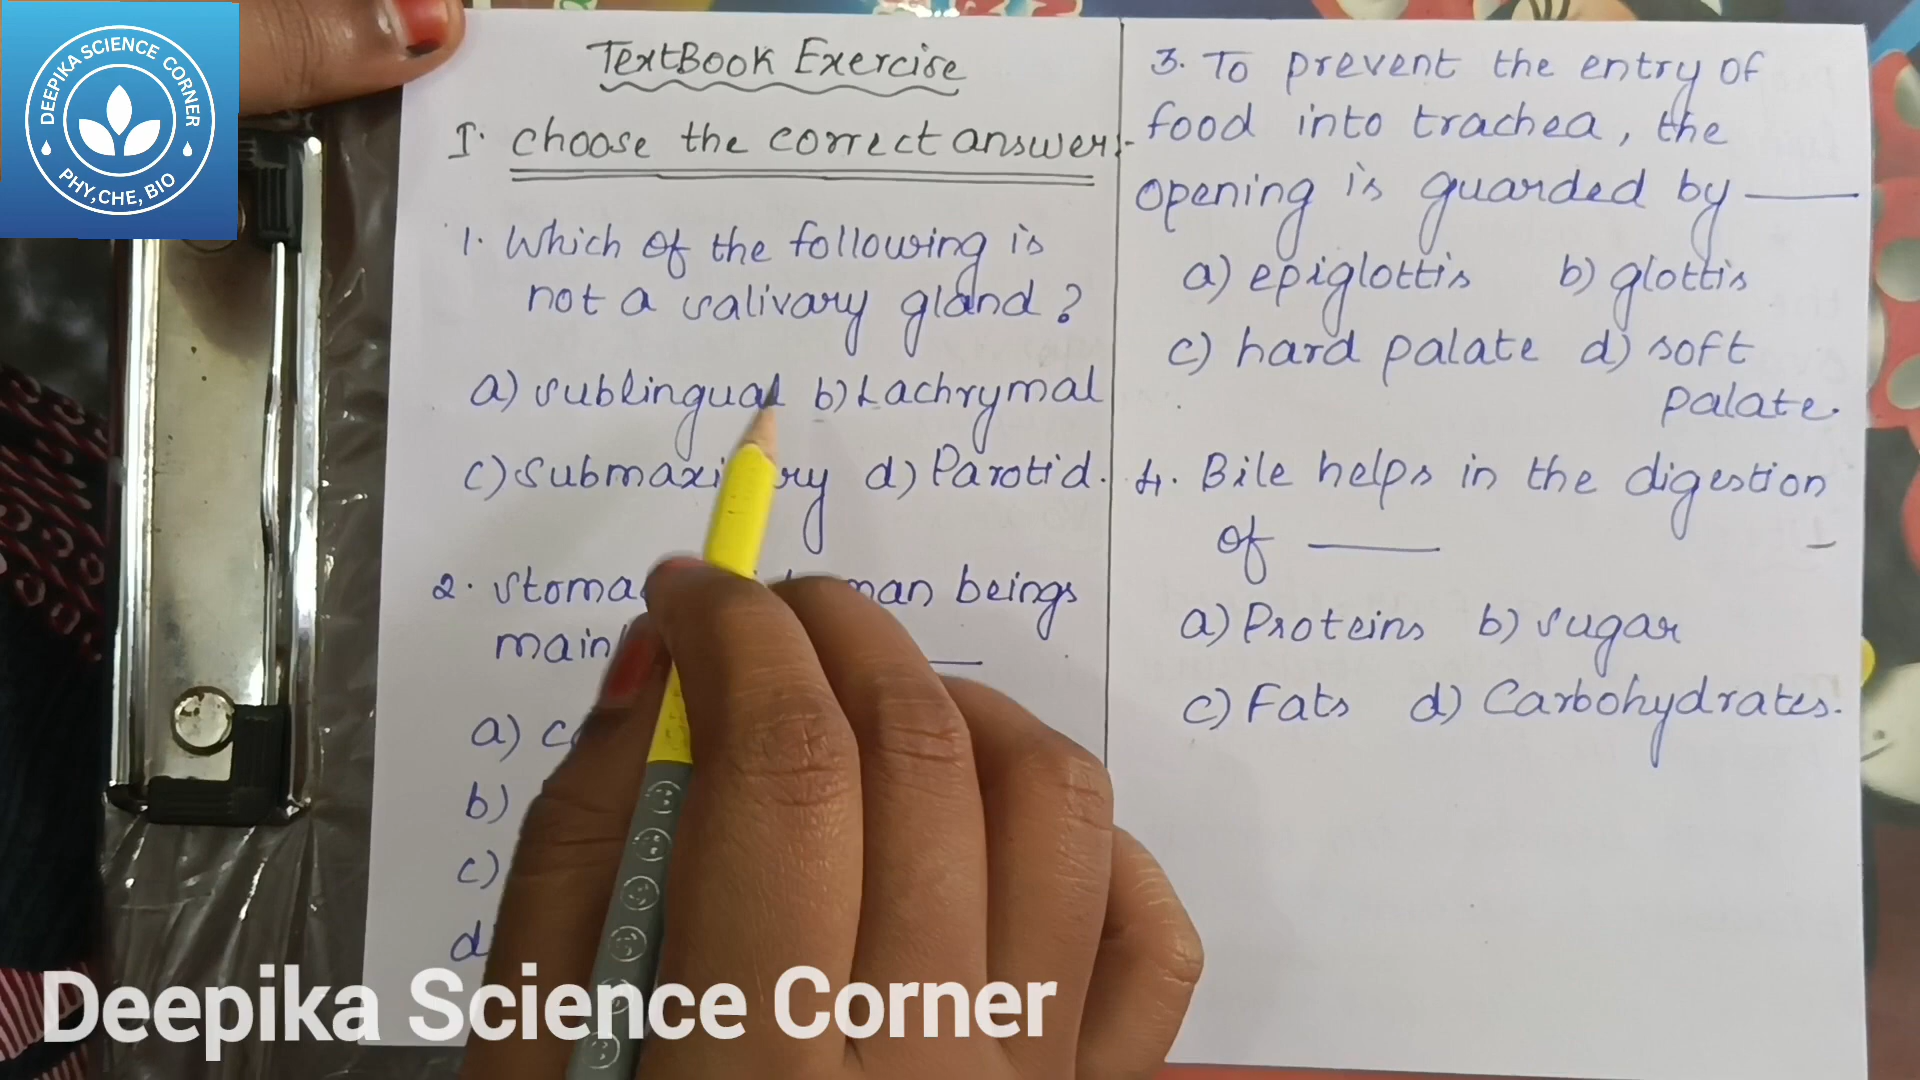 DEEPIKA SCIENCE CORNER
PHY,CHE, BIO
TextBook Exercise
I. Choose the correct answer:-
1. Which of the following is
not a salivary gland?
a) sublingual b) Lachrymal
c) Submaxi ry d) Parotid.
2. beings
a)
b)
c)
d)
3. To prevent the entry of
food into trachea, the
opening is guarded by ———
a) epiglottis b) glottis
c) hard palate d) soft
palate.
4. Bile helps in the digestion
of ———
a) Proteins b) sugar
c) Fats d) Carbohydrates.
Deepika Science Corner